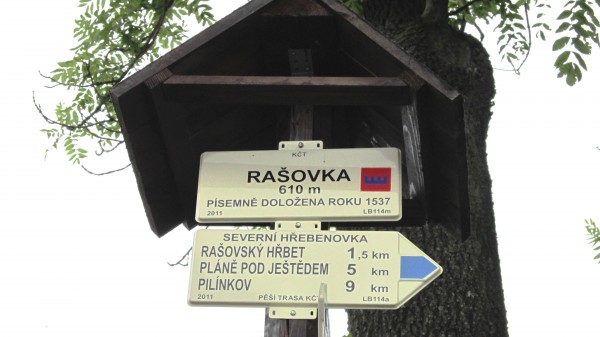 KČT
RAŠOVKA
610 m
PÍSEMNĚ DOLOŽENA ROKU 1537
2011 LB114m
SEVERNÍ HŘEBENOVKA
RAŠOVSKÝ HŘBET 1,5 km
PLÁNĚ POD JEŠTĚDEM 5 km
PILÍNKOV 9 km
2011 PĚŠÍ TRASA KČT LB114a